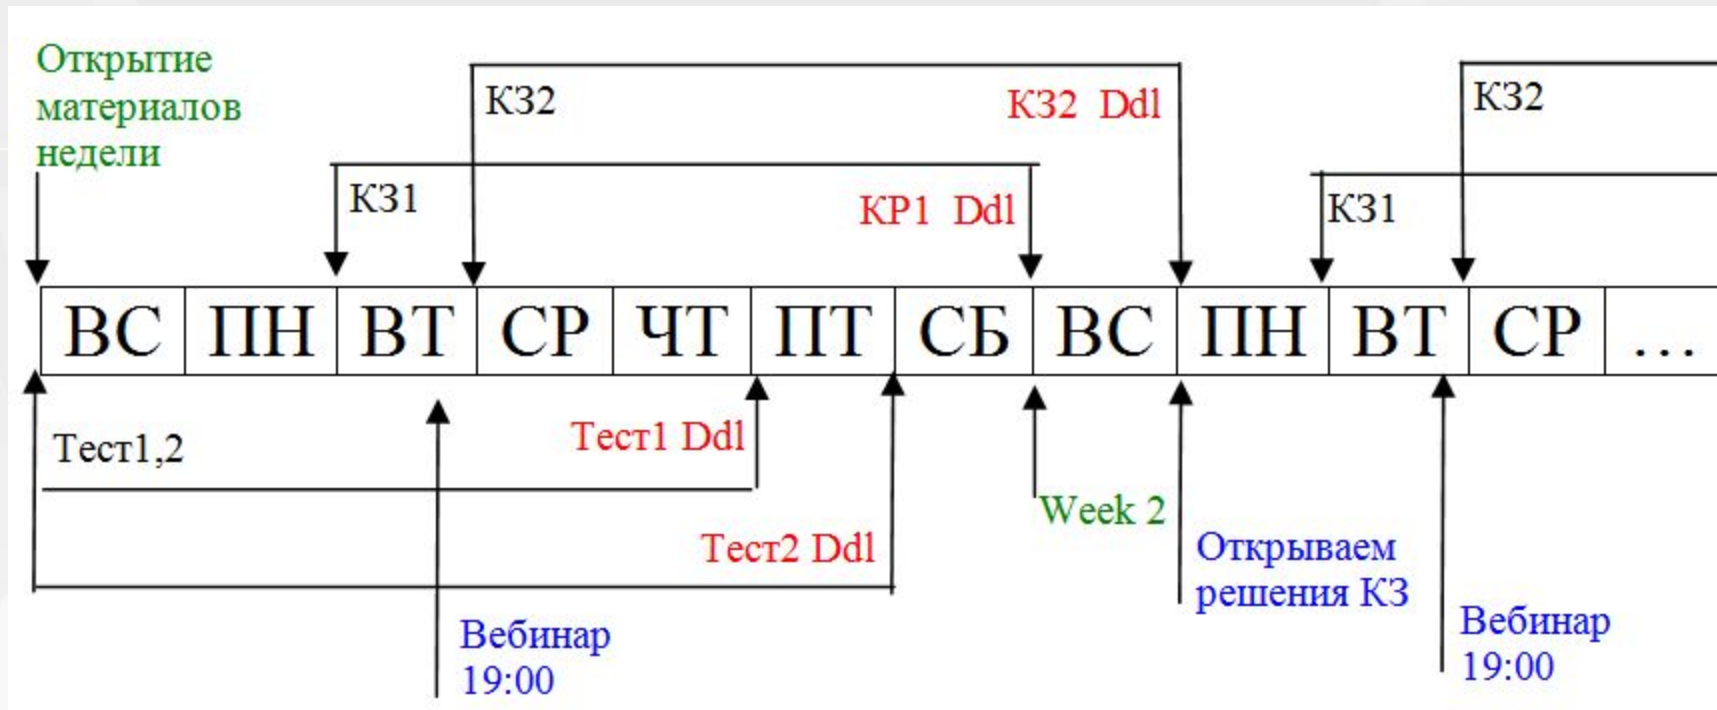 Открытие
материалов
недели
КЗ2
КЗ2 Ddl
КЗ2
КЗ1
КР1 Ddl
КЗ1
ВС ПН ВТ СР ЧТ ПТ СБ ВС ПН ВТ СР ...
Тест1,2
Тест1 Ddl
Тест2 Ddl
Week 2
Открываем
решения КЗ
Вебинар
19:00
Вебинар
19:00